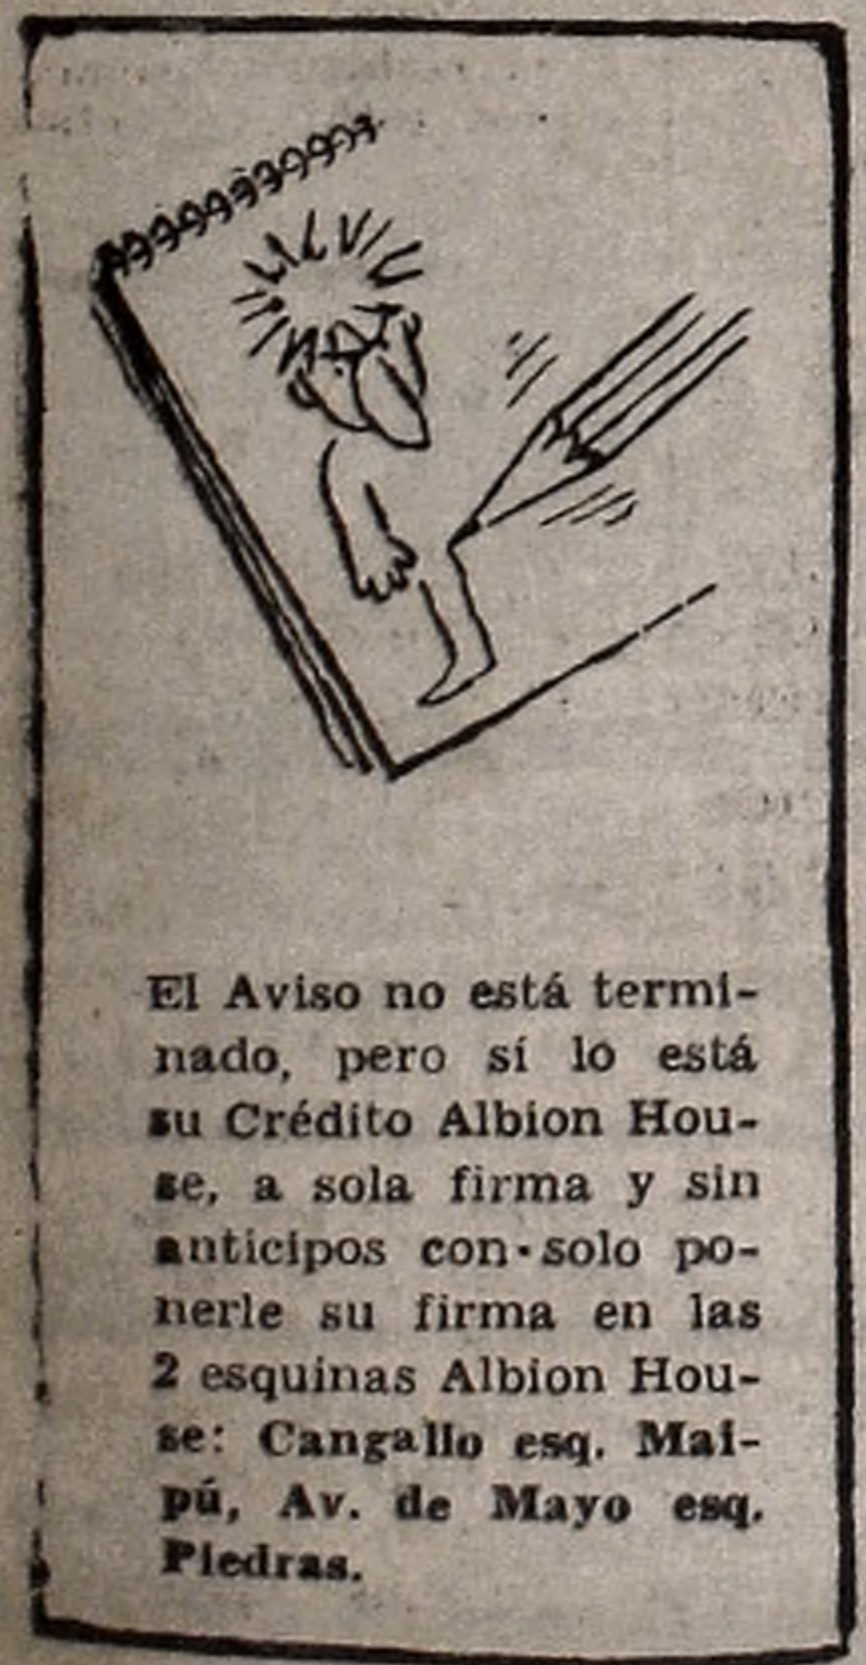 El Aviso no está termi-
nado, pero sí lo está
su Crédito Albion Hou-
se, a sola firma y sin
anticipos con·solo po-
nerle su firma en las
2 esquinas Albion Hou-
se: Cangallo esq. Mai-
pú, Av. de Mayo esq.
Piedras.